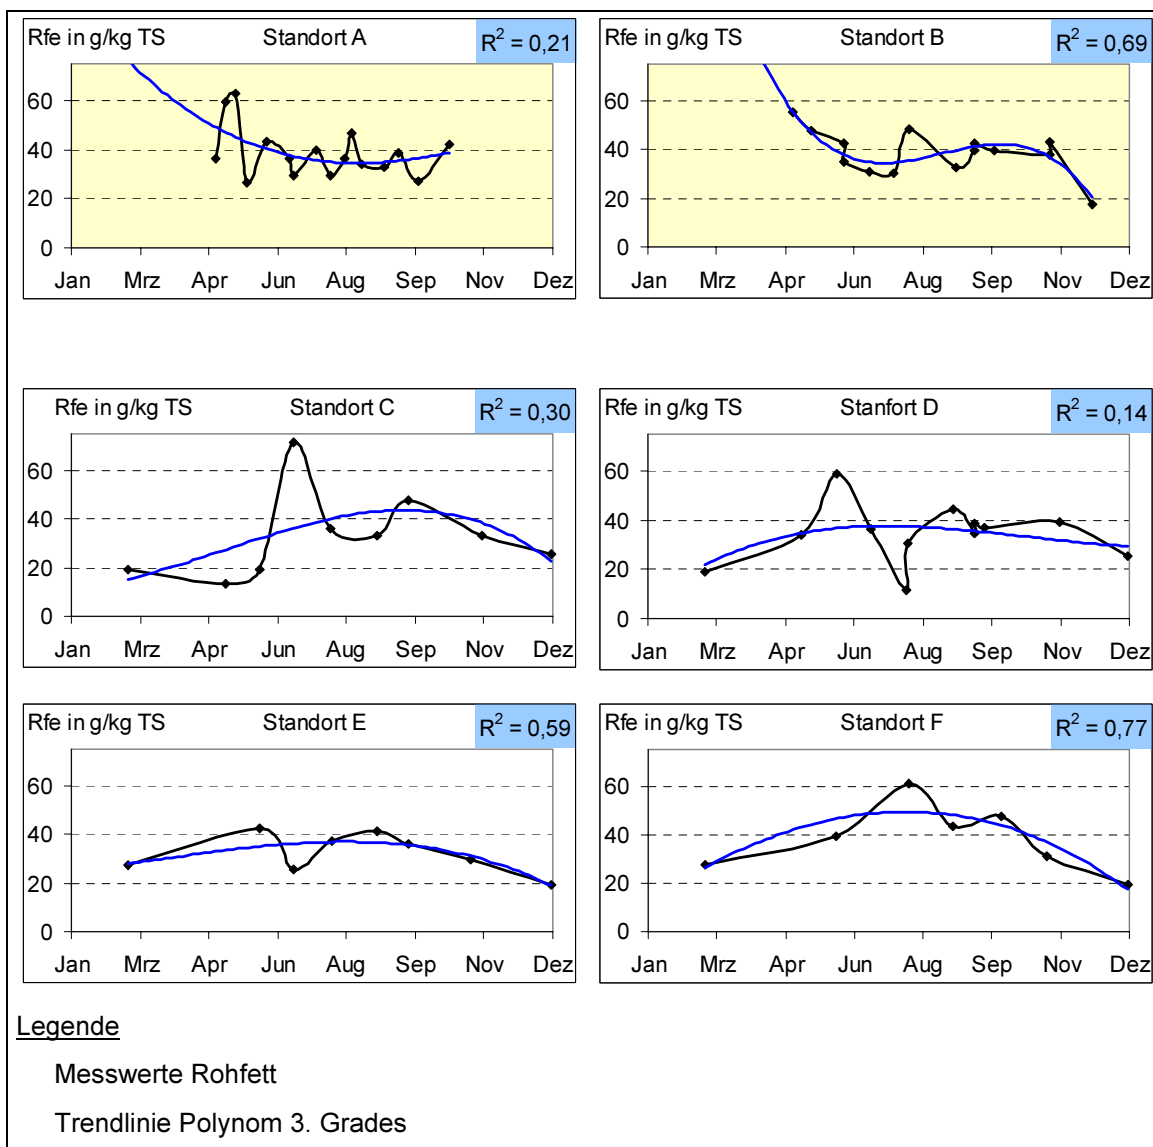 Rfe in g/kg TS Standort A R² = 0,21
60
40
20
0
Jan Mrz Apr Jun Aug Sep Nov Dez
Rfe in g/kg TS Standort B R² = 0,69
60
40
20
0
Jan Mrz Apr Jun Aug Sep Nov Dez
Rfe in g/kg TS Standort C R² = 0,30
60
40
20
0
Jan Mrz Apr Jun Aug Sep Nov Dez
Rfe in g/kg TS Stanfort D R² = 0,14
60
40
20
0
Jan Mrz Apr Jun Aug Sep Nov Dez
Rfe in g/kg TS Standort E R² = 0,59
60
40
20
0
Jan Mrz Apr Jun Aug Sep Nov Dez
Rfe in g/kg TS Standort F R² = 0,77
60
40
20
0
Jan Mrz Apr Jun Aug Sep Nov Dez
Legende
Messwerte Rohfett
Trendlinie Polynom 3. Grades